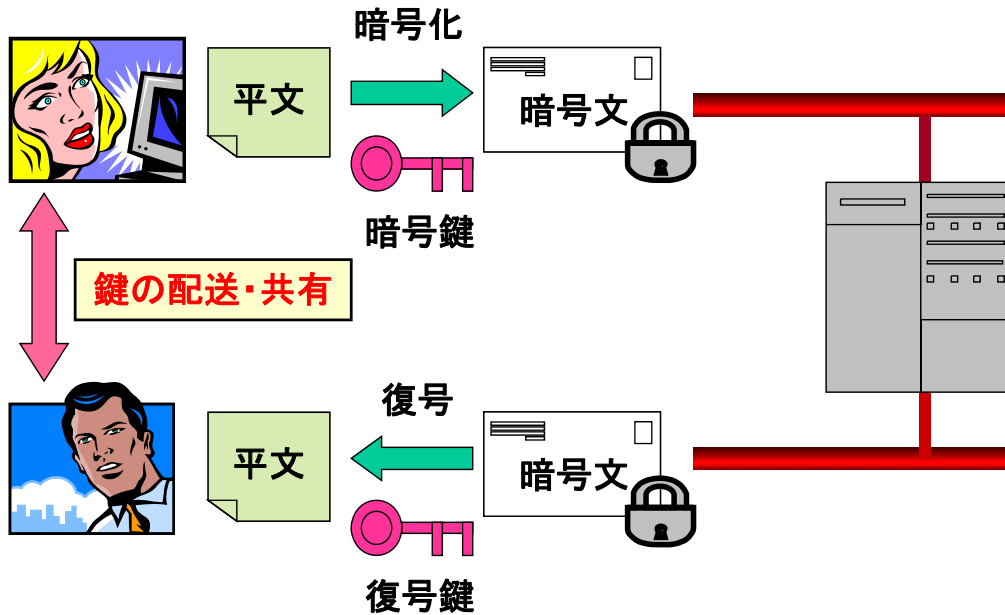 暗号化
平文
暗号文
暗号鍵
鍵の配送・共有
復号
平文
暗号文
復号鍵